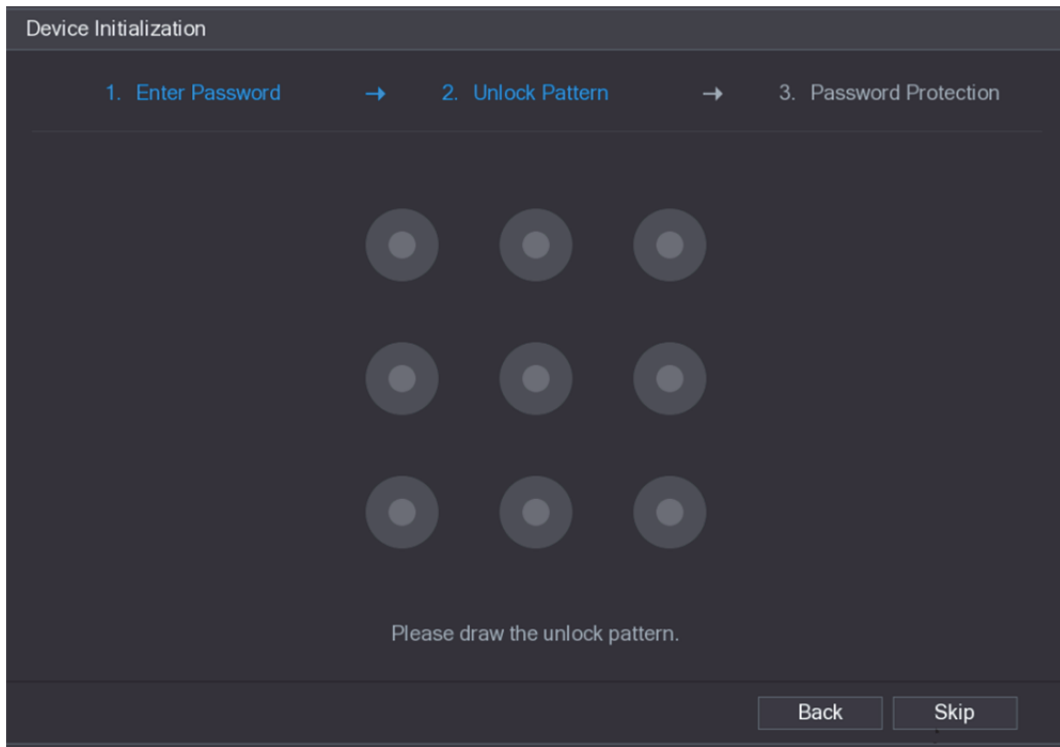 Device Initialization
1. Enter Password → 2. Unlock Pattern → 3. Password Protection
Please draw the unlock pattern.
Back Skip